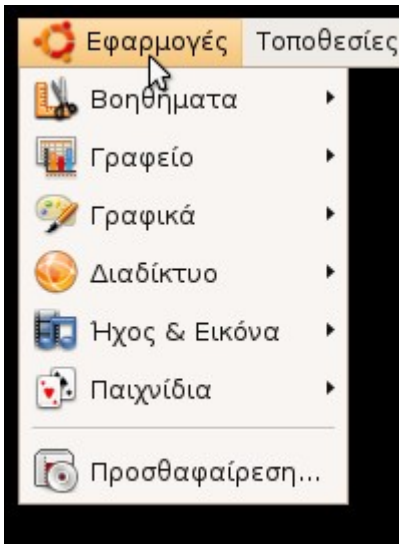 Εφαρμογές Τοποθεσίες
Βοηθήματα
Γραφείο
Γραφικά
Διαδίκτυο
Ήχος & Εικόνα
Παιχνίδια
Προσθαφαίρεση...